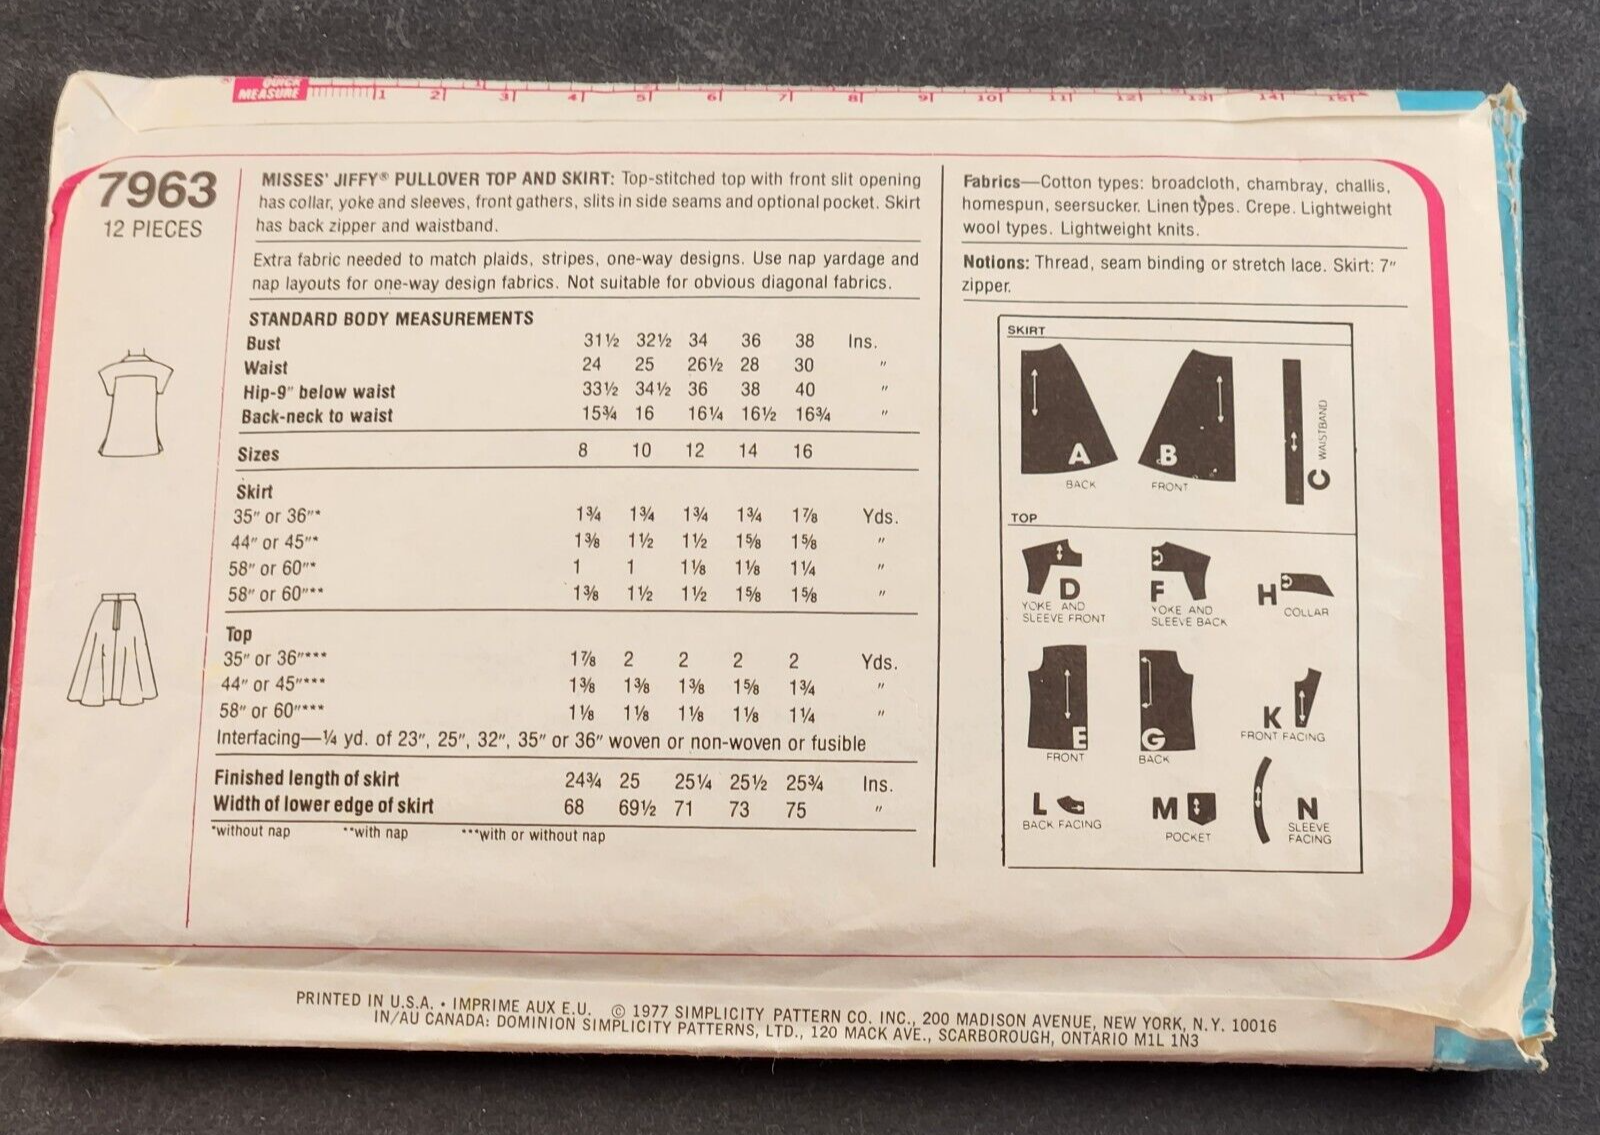 QUICK
MEASURE
1 2 3 4 5 6 7 8 9 10 11 12 13 14 15
7963
12 PIECES
MISSES' JIFFY® PULLOVER TOP AND SKIRT: Top-stitched top with front slit opening
has collar, yoke and sleeves, front gathers, slits in side seams and optional pocket. Skirt
has back zipper and waistband.
Extra fabric needed to match plaids, stripes, one-way designs. Use nap yardage and
nap layouts for one-way design fabrics. Not suitable for obvious diagonal fabrics.
STANDARD BODY MEASUREMENTS
Bust 31½ 32½ 34 36 38 Ins.
Waist 24 25 26½ 28 30 "
Hip-9" below waist 33½ 34½ 36 38 40 "
Back-neck to waist 15¾ 16 16¼ 16½ 16¾ "
Sizes 8 10 12 14 16
Skirt
35" or 36"* 1¾ 1¾ 1¾ 1¾ 1⅞ Yds.
44" or 45"* 1⅜ 1½ 1½ 1⅝ 1⅝ "
58" or 60"* 1 1 1⅛ 1⅛ 1¼ "
58" or 60"** 1⅜ 1½ 1½ 1⅝ 1⅝ "
Top
35" or 36"*** 1⅞ 2 2 2 2 Yds.
44" or 45"*** 1⅜ 1⅜ 1⅜ 1⅝ 1¾ "
58" or 60"*** 1⅛ 1⅛ 1⅛ 1⅛ 1¼ "
Interfacing—¼ yd. of 23", 25", 32", 35" or 36" woven or non-woven or fusible
Finished length of skirt 24¾ 25 25¼ 25½ 25¾ Ins.
Width of lower edge of skirt 68 69½ 71 73 75 "
*without nap **with nap ***with or without nap
Fabrics—Cotton types: broadcloth, chambray, challis,
homespun, seersucker. Linen types. Crepe. Lightweight
wool types. Lightweight knits.
Notions: Thread, seam binding or stretch lace. Skirt: 7"
zipper.
SKIRT
A
BACK
B
FRONT
C WAISTBAND
TOP
D
YOKE AND
SLEEVE FRONT
F
YOKE AND
SLEEVE BACK
H
COLLAR
E
FRONT
G
BACK
K
FRONT FACING
L
BACK FACING
M
POCKET
N
SLEEVE
FACING
PRINTED IN U.S.A. • IMPRIME AUX E.U. © 1977 SIMPLICITY PATTERN CO. INC., 200 MADISON AVENUE, NEW YORK, N.Y. 10016
IN/AU CANADA: DOMINION SIMPLICITY PATTERNS, LTD., 120 MACK AVE., SCARBOROUGH, ONTARIO M1L 1N3